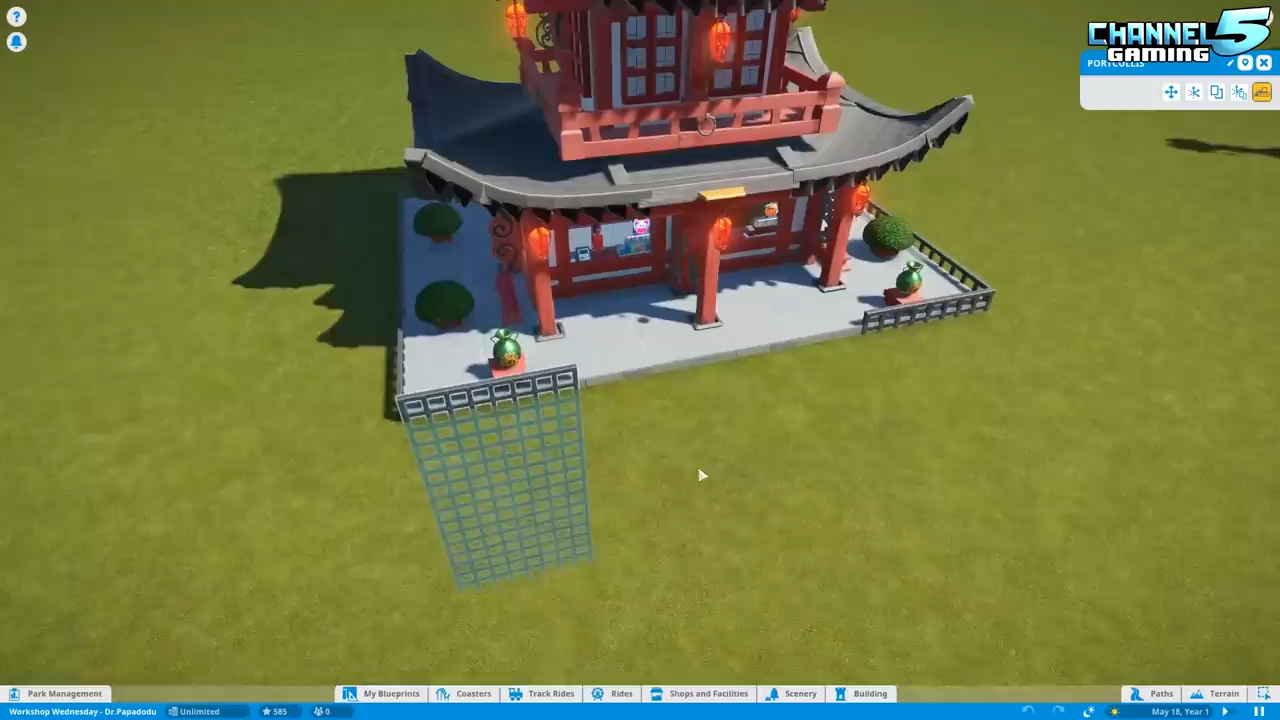 CHANNEL 5
GAMING
PORTCULLIS
Park Management
My Blueprints
Coasters
Track Rides
Rides
Shops and Facilities
Scenery
Building
Paths
Terrain
Workshop Wednesday - Dr.Papadodu
Unlimited
585
0
May 18, Year 1